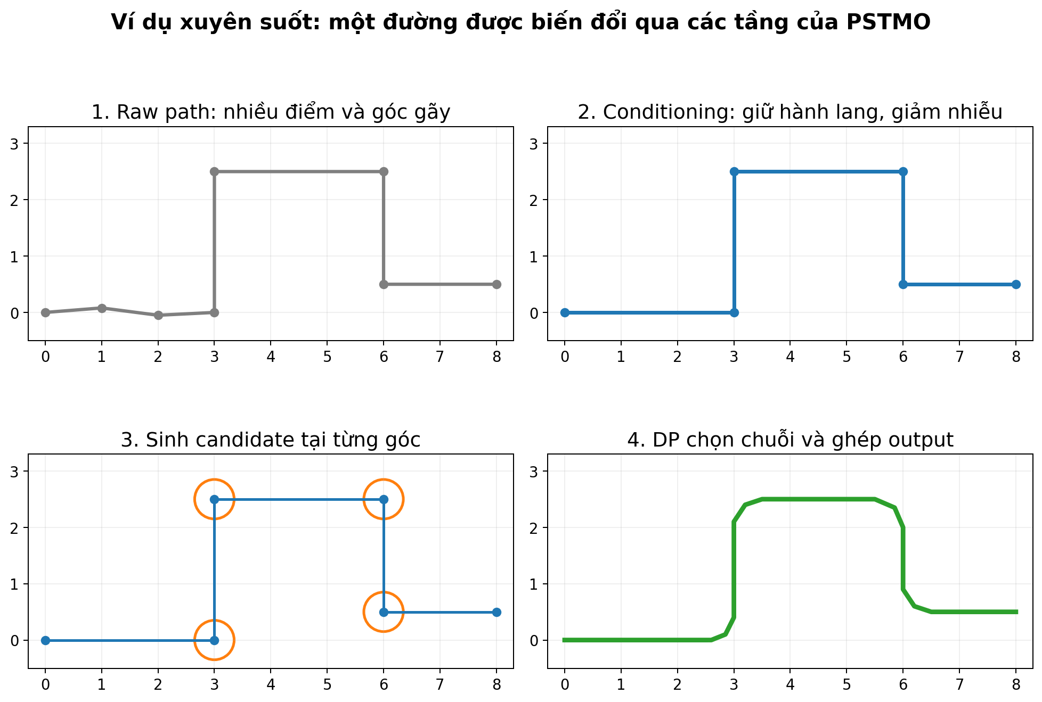 Ví dụ xuyên suốt: một đường được biến đổi qua các tầng của PSTMO
1. Raw path: nhiều điểm và góc gãy
3
2
1
0
0 1 2 3 4 5 6 7 8
2. Conditioning: giữ hành lang, giảm nhiễu
3
2
1
0
0 1 2 3 4 5 6 7 8
3. Sinh candidate tại từng góc
3
2
1
0
0 1 2 3 4 5 6 7 8
4. DP chọn chuỗi và ghép output
3
2
1
0
0 1 2 3 4 5 6 7 8